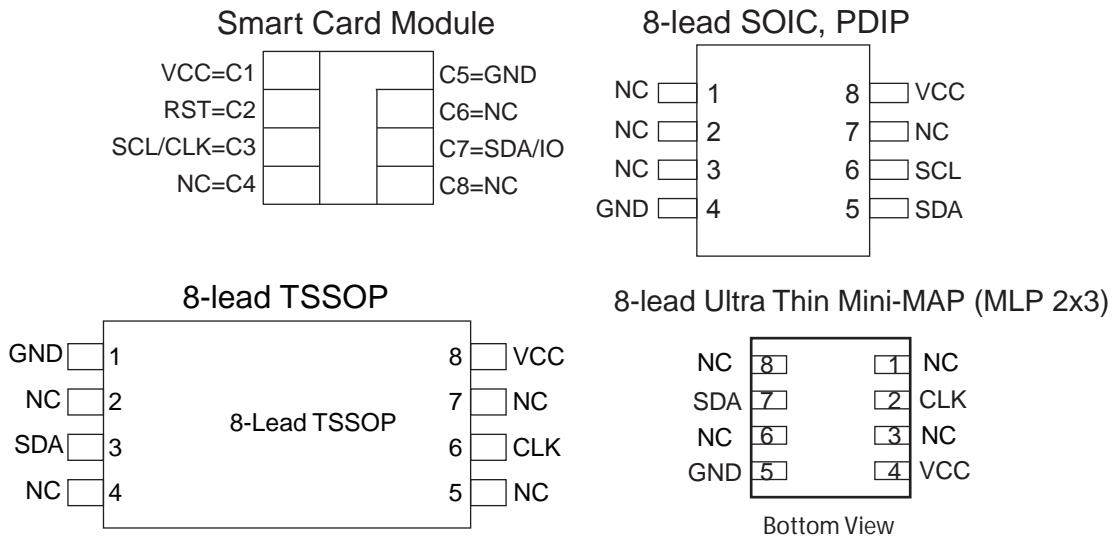 Smart Card Module
VCC=C1
C5=GND
RST=C2
C6=NC
SCL/CLK=C3
C7=SDA/IO
NC=C4
C8=NC
8-lead SOIC, PDIP
NC 1 8 VCC
NC 2 7 NC
NC 3 6 SCL
GND 4 5 SDA
8-lead TSSOP
GND 1 8 VCC
NC 2 7 NC
8-Lead TSSOP
SDA 3 6 CLK
NC 4 5 NC
8-lead Ultra Thin Mini-MAP (MLP 2x3)
NC 8 1 NC
SDA 7 2 CLK
NC 6 3 NC
GND 5 4 VCC
Bottom View